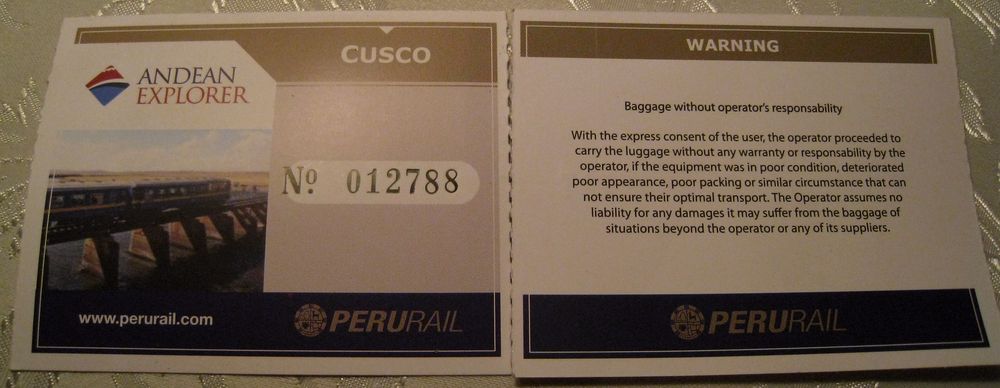 CUSCO
ANDEAN
EXPLORER
Nº 012788
www.perurail.com
PERURAIL
WARNING
Baggage without operator's responsability
With the express consent of the user, the operator proceeded to
carry the luggage without any warranty or responsability by the
operator, if the equipment was in poor condition, deteriorated
poor appearance, poor packing or similar circumstance that can
not ensure their optimal transport. The Operator assumes no
liability for any damages it may suffer from the baggage of
situations beyond the operator or any of its suppliers.
PERURAIL